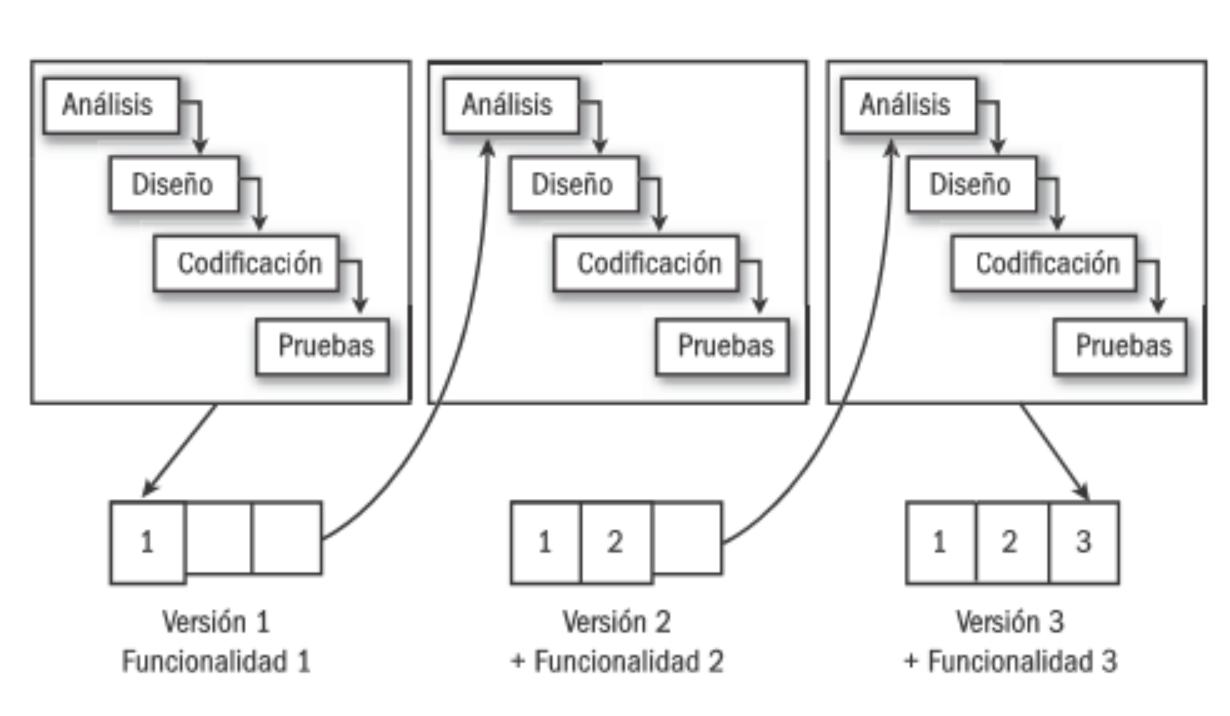 Análisis
Diseño
Codificación
Pruebas
Análisis
Diseño
Codificación
Pruebas
Análisis
Diseño
Codificación
Pruebas
1
Versión 1
Funcionalidad 1
1 2
Versión 2
+ Funcionalidad 2
1 2 3
Versión 3
+ Funcionalidad 3